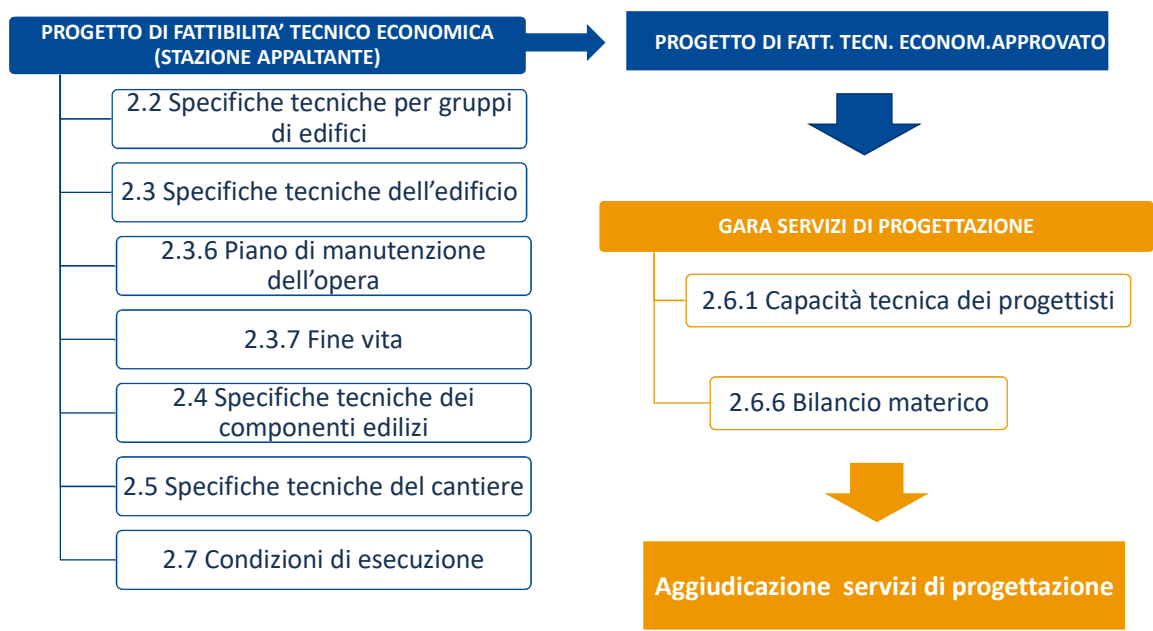 PROGETTO DI FATTIBILITA’ TECNICO ECONOMICA
(STAZIONE APPALTANTE)
2.2 Specifiche tecniche per gruppi
di edifici
2.3 Specifiche tecniche dell’edificio
2.3.6 Piano di manutenzione
dell’opera
2.3.7 Fine vita
2.4 Specifiche tecniche dei
componenti edilizi
2.5 Specifiche tecniche del cantiere
2.7 Condizioni di esecuzione
PROGETTO DI FATT. TECN. ECONOM.APPROVATO
GARA SERVIZI DI PROGETTAZIONE
2.6.1 Capacità tecnica dei progettisti
2.6.6 Bilancio materico
Aggiudicazione servizi di progettazione